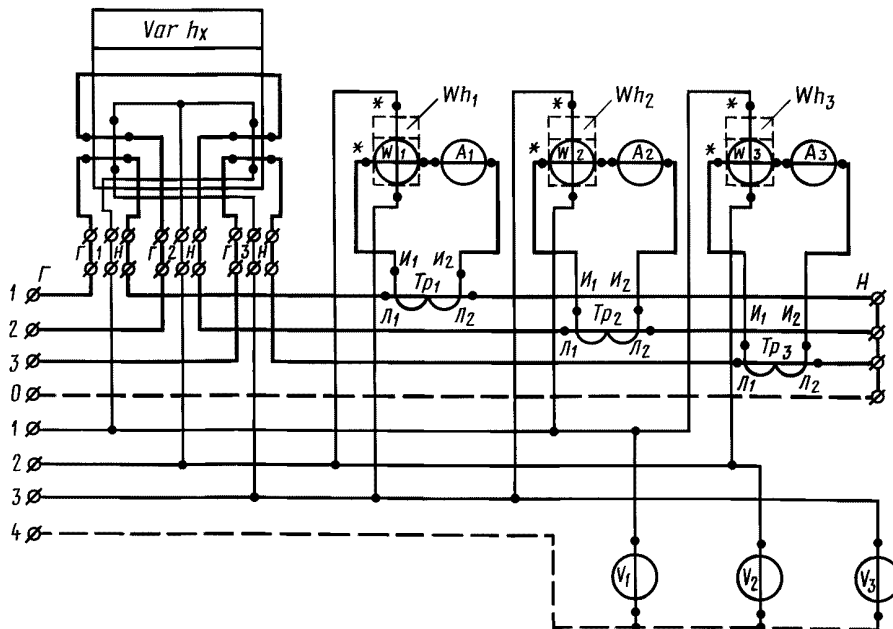 Var hx
* Wh1 * Wh2 * Wh3
* W1 A1 * W2 A2 * W3 A3
Г 1 Н Г 2 Н Г 3 Н
И1 И2 И1 И2 И1 И2
Г Тр1 Н
1 Л1 Л2 Тр2
2 Л1 Л2 Тр3
3 Л1 Л2
0
1
2
3
4
V1 V2 V3